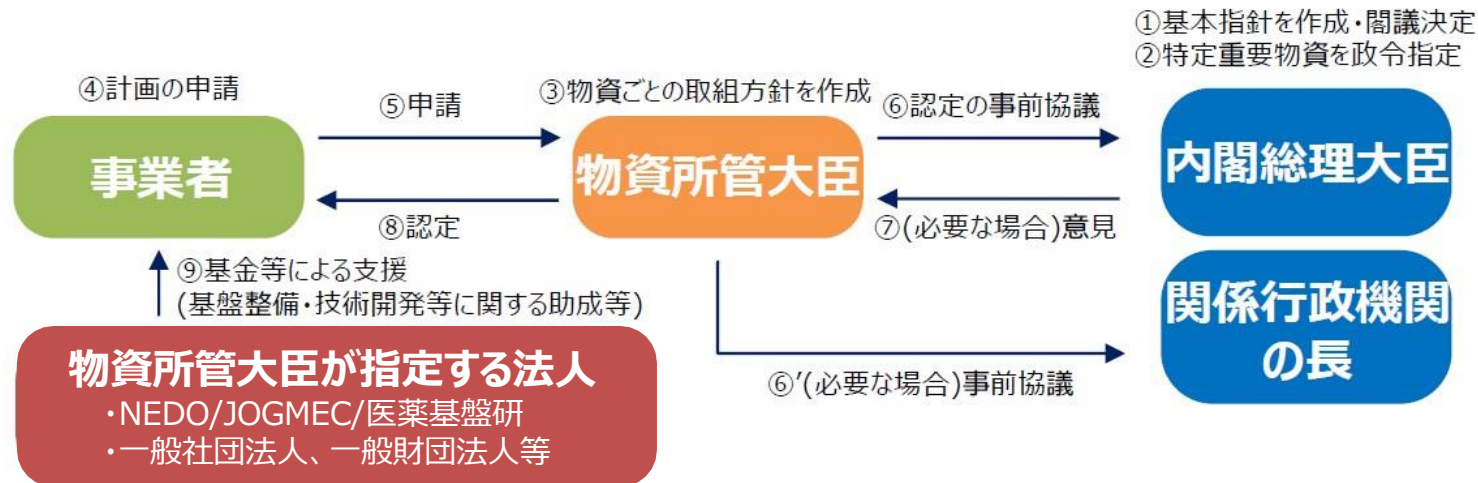 ①基本指針を作成・閣議決定
②特定重要物資を政令指定
④計画の申請
⑤申請
③物資ごとの取組方針を作成
⑥認定の事前協議
事業者
物資所管大臣
内閣総理大臣
⑧認定
⑦(必要な場合)意見
⑨基金等による支援
(基盤整備・技術開発等に関する助成等)
関係行政機関
の長
物資所管大臣が指定する法人
・NEDO/JOGMEC/医薬基盤研
・一般社団法人、一般財団法人等
⑥’(必要な場合)事前協議